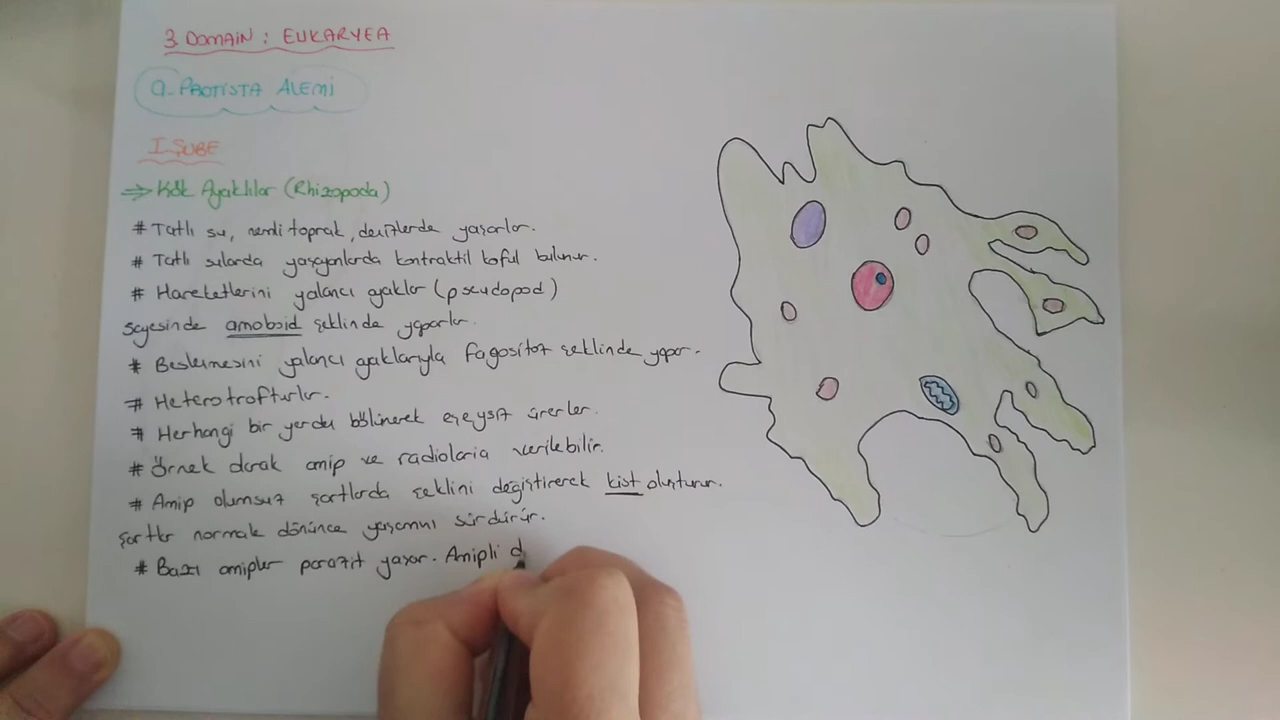 3. DOMAIN : EUKARYEA
a- PROTİSTA ALEMİ
I. ŞUBE
⇒ Kök Ayaklılar (Rhizopoda)
# Tatlı su, nemli toprak, denizlerde yaşarlar.
# Tatlı sularda yaşayanlarda kontraktil koful bulunur.
# Hareketlerini yalancı ayaklar (pseudopod)
sayesinde amoboid şeklinde yaparlar.
# Beslenmesini yalancı ayaklarıyla fagositoz şeklinde yapar.
# Heterotrofturlar.
# Herhangi bir yerden bölünerek eşeysiz ürerler.
# Örnek olarak amip ve radiolaria verilebilir.
# Amip olumsuz şartlarda şeklini değiştirerek kist oluşturur.
Şartlar normale dönünce yaşamını sürdürür.
# Bazı amipler parazit yaşar. Amipli d